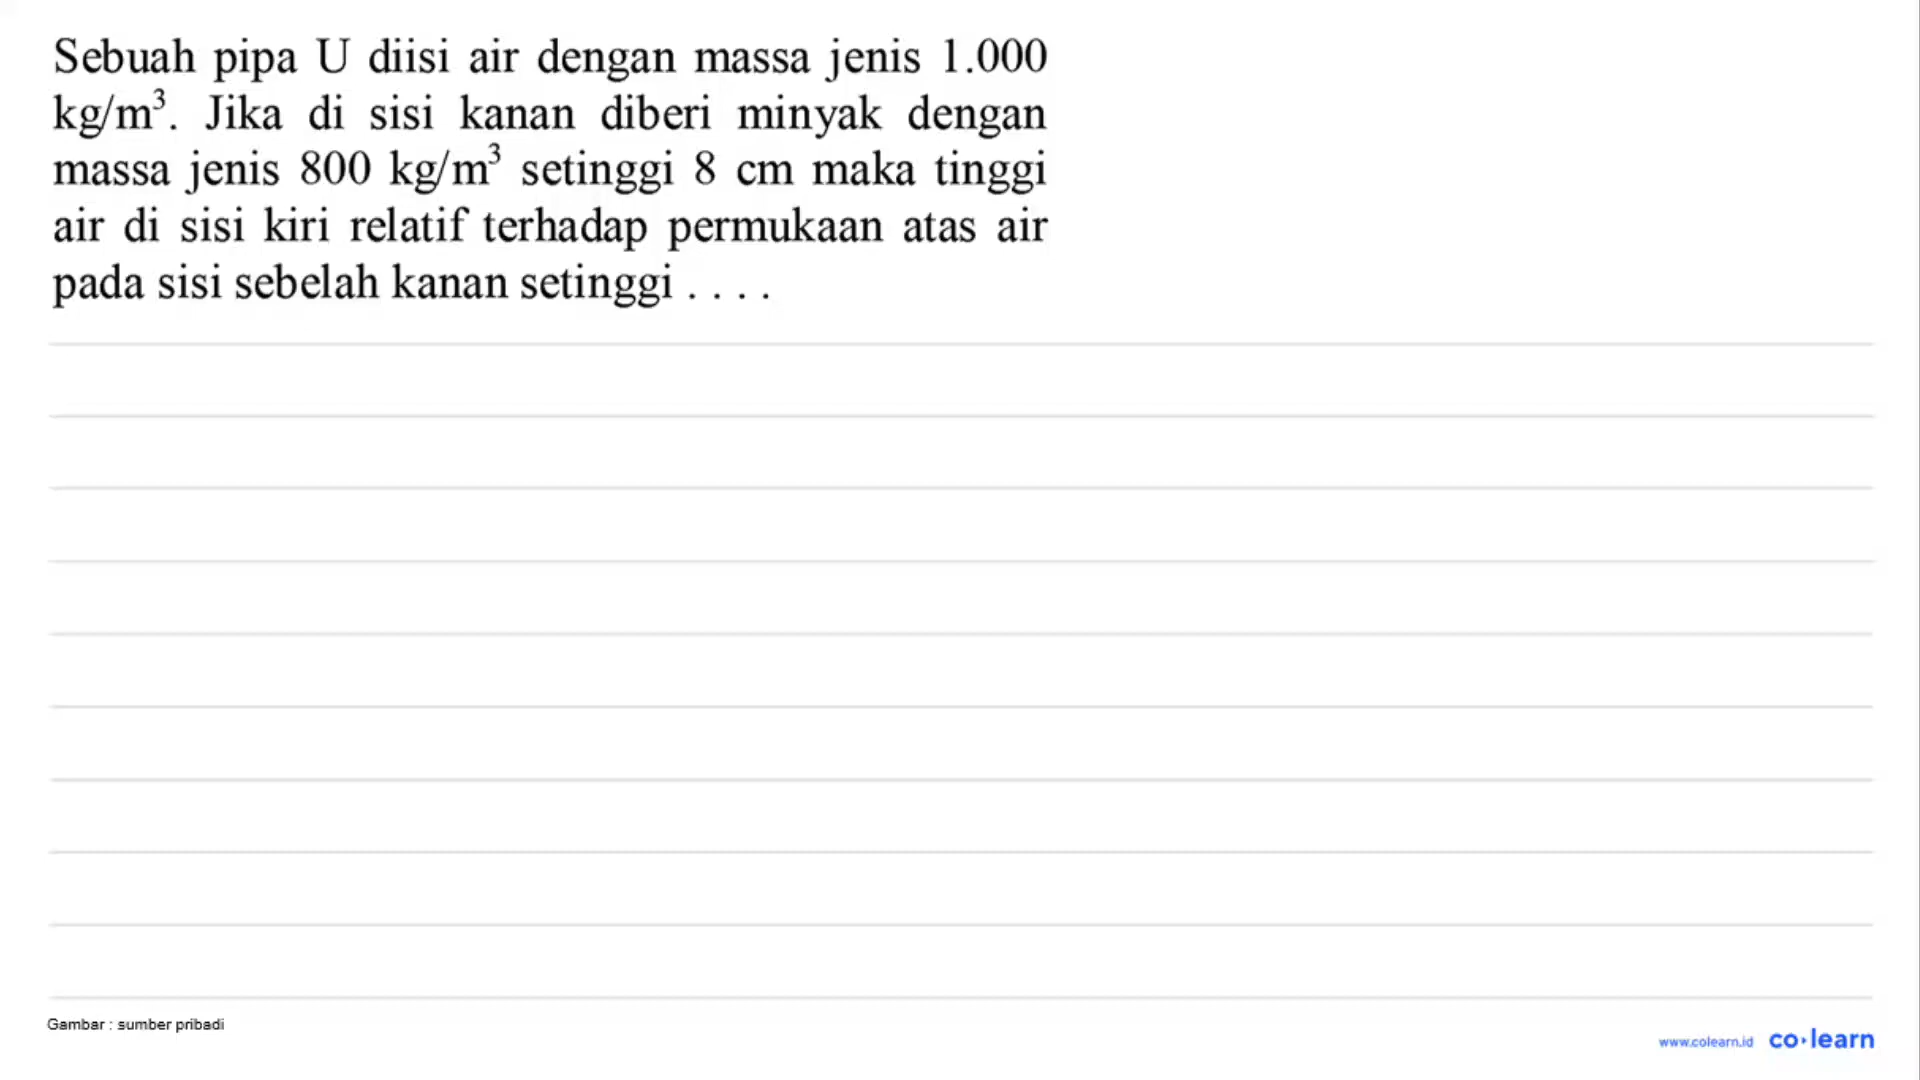 Sebuah pipa U diisi air dengan massa jenis 1.000
kg/m³. Jika di sisi kanan diberi minyak dengan
massa jenis 800 kg/m³ setinggi 8 cm maka tinggi
air di sisi kiri relatif terhadap permukaan atas air
pada sisi sebelah kanan setinggi . . . .
Gambar : sumber pribadi
www.colearn.id co•learn